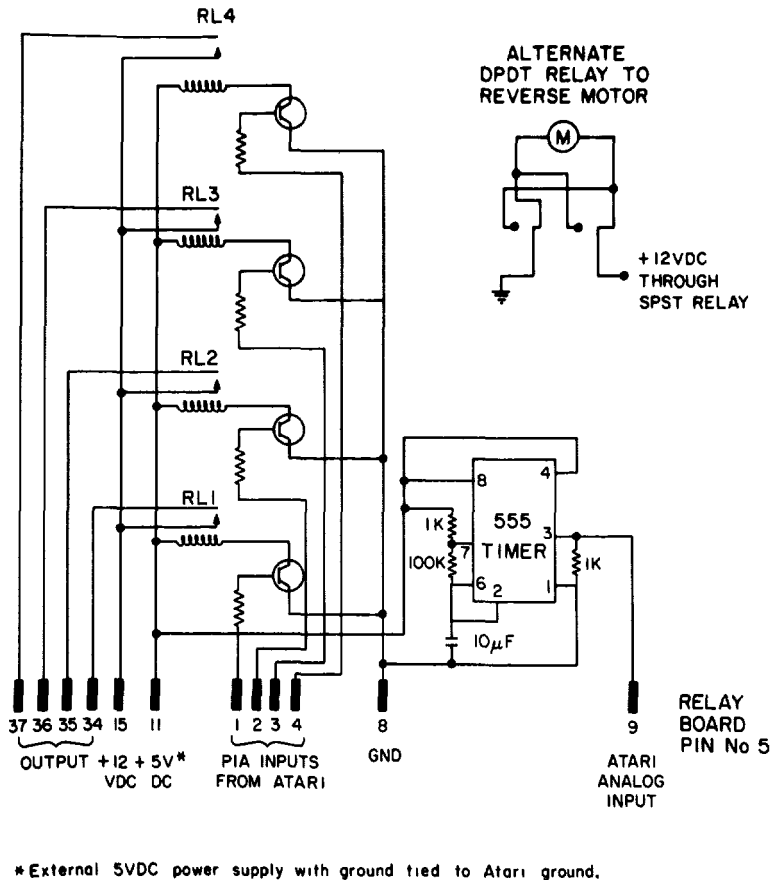 RL4
ALTERNATE
DPDT RELAY TO
REVERSE MOTOR
M
RL3
+12VDC
THROUGH
SPST RELAY
RL2
RL1
8
4
555
TIMER
3
1K
7
100K
6
2
1
1K
10µF
37 36 35 34 15 11 1 2 3 4 8 9
OUTPUT
+12 +5V*
VDC DC
PIA INPUTS
FROM ATARI
GND
ATARI
ANALOG
INPUT
RELAY
BOARD
PIN No 5
*External 5VDC power supply with ground tied to Atari ground.